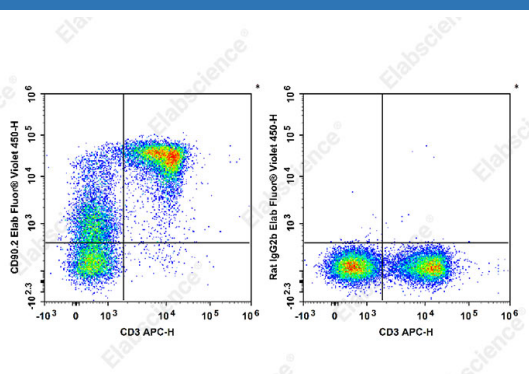 Elabscience®
*
*
CD90.2 Elab Fluor® Violet 450-H
10^6
10^5
10^4
10^3
-10^2.3
-10^3 0 10^3 10^4 10^5 10^6
CD3 APC-H
Rat IgG2b Elab Fluor® Violet 450-H
10^6
10^5
10^4
10^3
-10^2.3
-10^3 0 10^3 10^4 10^5 10^6
CD3 APC-H